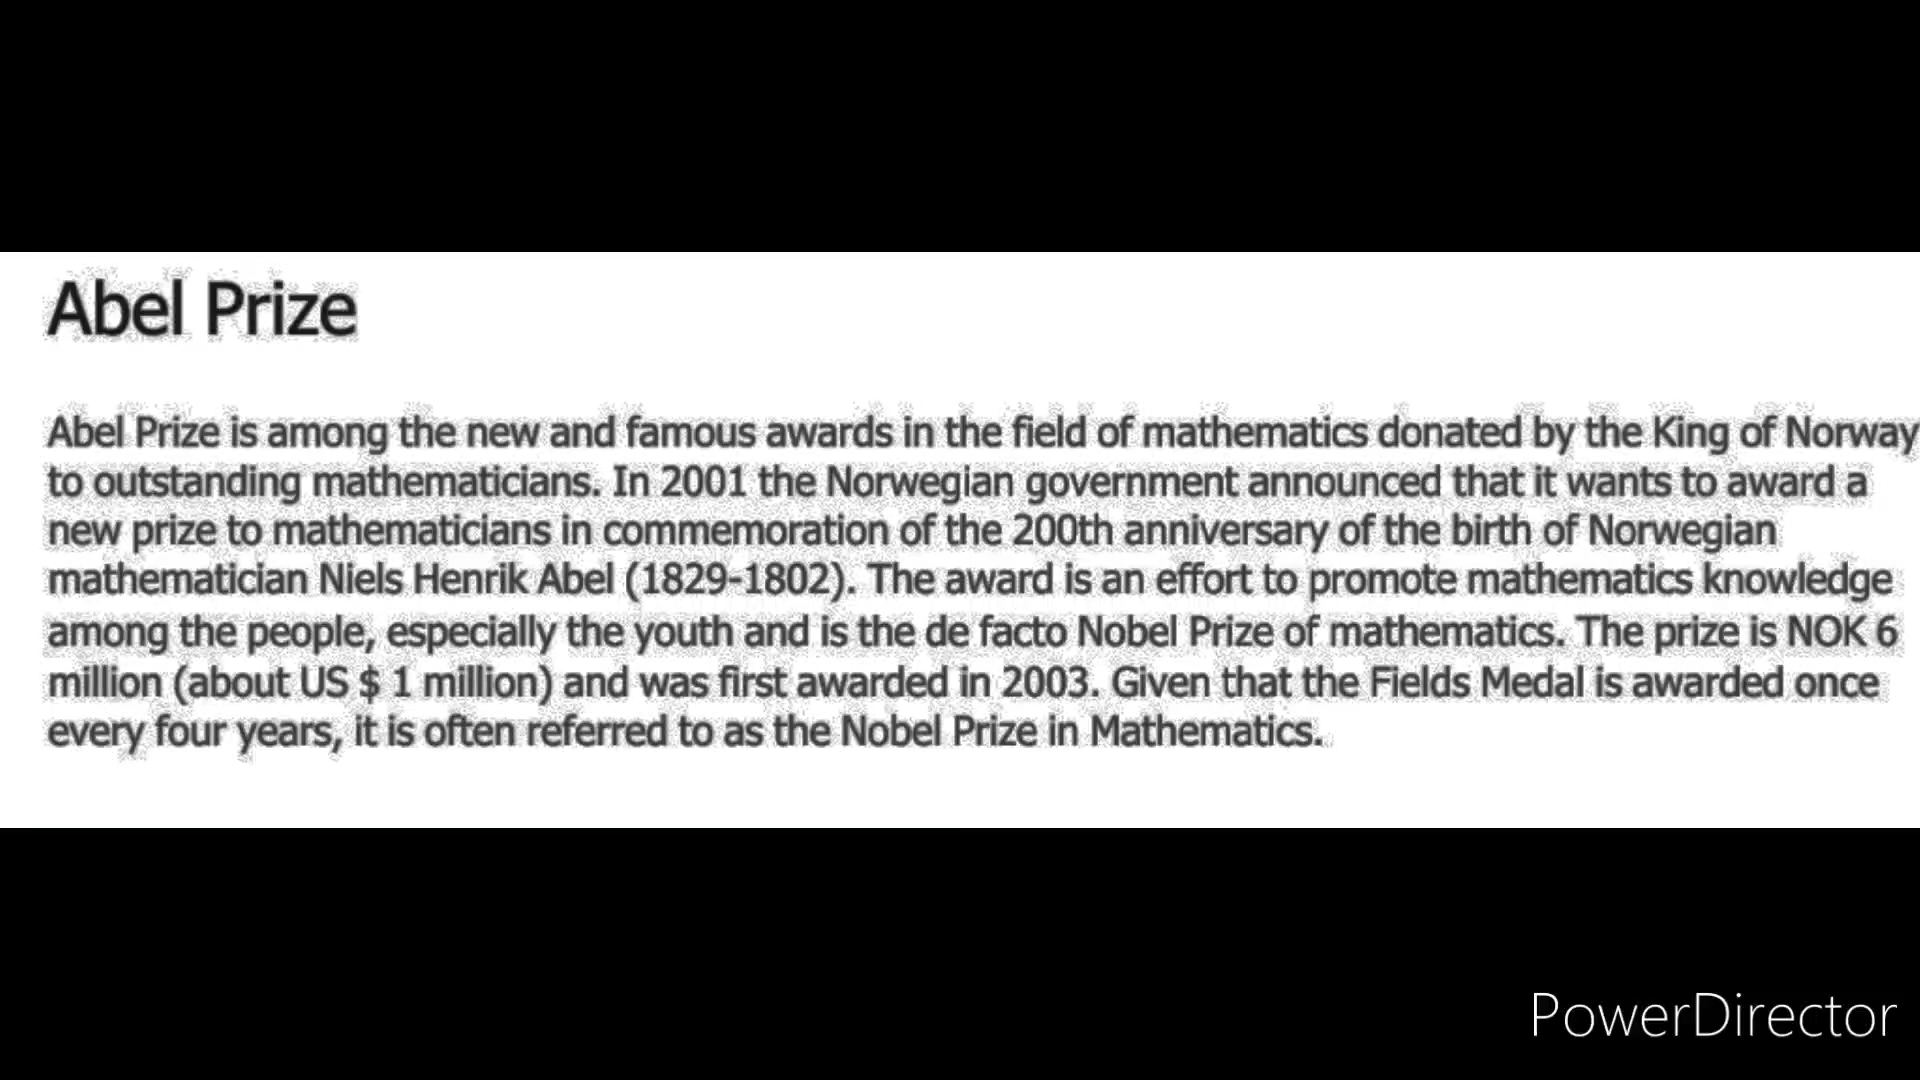 Abel Prize
Abel Prize is among the new and famous awards in the field of mathematics donated by the King of Norway
to outstanding mathematicians. In 2001 the Norwegian government announced that it wants to award a
new prize to mathematicians in commemoration of the 200th anniversary of the birth of Norwegian
mathematician Niels Henrik Abel (1829-1802). The award is an effort to promote mathematics knowledge
among the people, especially the youth and is the de facto Nobel Prize of mathematics. The prize is NOK 6
million (about US $ 1 million) and was first awarded in 2003. Given that the Fields Medal is awarded once
every four years, it is often referred to as the Nobel Prize in Mathematics.
PowerDirector